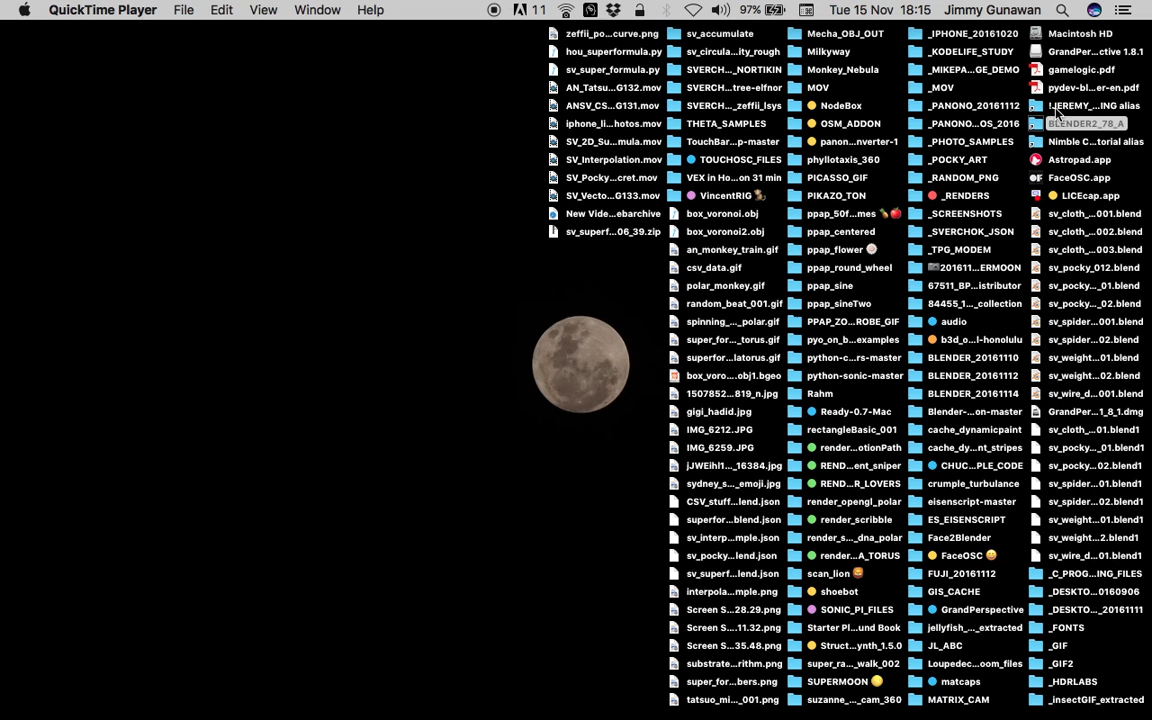 QuickTime Player File Edit View Window Help 11 97% Tue 15 Nov 18:15 Jimmy Gunawan
zeffii_po...curve.png
hou_superformula.py
sv_super_formula.py
AN_Tatsu...G132.mov
ANSV_CS...G131.mov
iphone_li...hotos.mov
SV_2D_Su...mula.mov
SV_Interpolation.mov
SV_Pocky...cret.mov
SV_Vecto...G133.mov
New Vide...ebarchive
sv_superf...06_39.zip
sv_accumulate
sv_circula...ity_rough
SVERCH..._NORTIKIN
SVERCH...tree-elfnor
SVERCH..._zeffii_lsys
THETA_SAMPLES
TouchBar...p-master
TOUCHOSC_FILES
VEX in Ho...on 31 min
VincentRIG
box_voronoi.obj
box_voronoi2.obj
an_monkey_train.gif
csv_data.gif
polar_monkey.gif
random_beat_001.gif
spinning_..._polar.gif
super_for..._torus.gif
superfor...latorus.gif
box_voro....obj1.bgeo
1507852...819_n.jpg
gigi_hadid.jpg
IMG_6212.JPG
IMG_6259.JPG
jJWEihl1..._16384.jpg
sydney_s..._emoji.jpg
CSV_stuff...lend.json
superfor...blend.json
sv_interp...mple.json
sv_pocky...lend.json
sv_superf...lend.json
interpola...mple.png
Screen S....28.29.png
Screen S....11.32.png
Screen S....35.48.png
substrate...rithm.png
super_for...bers.png
tatsuo_mi..._001.png
Mecha_OBJ_OUT
Milkyway
Monkey_Nebula
MOV
NodeBox
OSM_ADDON
panon...nverter-1
phyllotaxis_360
PICASSO_GIF
PIKAZO_TON
ppap_50f...mes 🍍🍎
ppap_centered
ppap_flower
ppap_round_wheel
ppap_sine
ppap_sineTwo
PPAP_ZO...ROBE_GIF
pyo_on_b...examples
python-c...rs-master
python-sonic-master
Rahm
Ready-0.7-Mac
rectangleBasic_001
render...otionPath
REND...ent_sniper
REND...R_LOVERS
render_opengl_polar
render_scribble
render_s..._dna_polar
render...A_TORUS
scan_lion
shoebot
SONIC_PI_FILES
Starter Pl...und Book
Struct...ynth_1.5.0
super_ra..._walk_002
SUPERMOON
suzanne_..._cam_360
_IPHONE_20161020
_KODELIFE_STUDY
_MIKEPA...GE_DEMO
_MOV
_PANONO_20161112
_PANONO...OS_2016
_PHOTO_SAMPLES
_POCKY_ART
_RANDOM_PNG
_RENDERS
_SCREENSHOTS
_SVERCHOK_JSON
_TPG_MODEM
201611...ERMOON
67511_BP...istributor
84455_1..._collection
audio
b3d_o...l-honolulu
BLENDER_20161110
BLENDER_20161112
BLENDER_20161114
Blender-...on-master
cache_dynamicpaint
cache_dy...nt_stripes
CHUC...PLE_CODE
crumple_turbulance
eisenscript-master
ES_EISENSCRIPT
Face2Blender
FaceOSC 😀
FUJI_20161112
GIS_CACHE
GrandPerspective
jellyfish_..._extracted
JL_ABC
Loupedec...oom_files
matcaps
MATRIX_CAM
Macintosh HD
GrandPer...ctive 1.8.1
gamelogic.pdf
pydev-bl...er-en.pdf
!JEREMY_...ING alias
BLENDER2_78_A
Nimble C...torial alias
Astropad.app
FaceOSC.app
LICEcap.app
sv_cloth_...001.blend
sv_cloth_...002.blend
sv_cloth_...003.blend
sv_pocky_012.blend
sv_pocky..._01.blend
sv_pocky..._02.blend
sv_spider...001.blend
sv_spider...02.blend
sv_weight...01.blend
sv_weight...02.blend
sv_wire_d...001.blend
GrandPer...1_8_1.dmg
sv_cloth_...01.blend1
sv_pocky...01.blend1
sv_pocky...02.blend1
sv_spider...01.blend1
sv_spider...02.blend1
sv_weight...01.blend1
sv_weight...2.blend1
sv_wire_d...01.blend1
_C_PROG...ING_FILES
_DESKTO...0160906
_DESKTO..._20161111
_FONTS
_GIF
_GIF2
_HDRLABS
_insectGIF_extracted